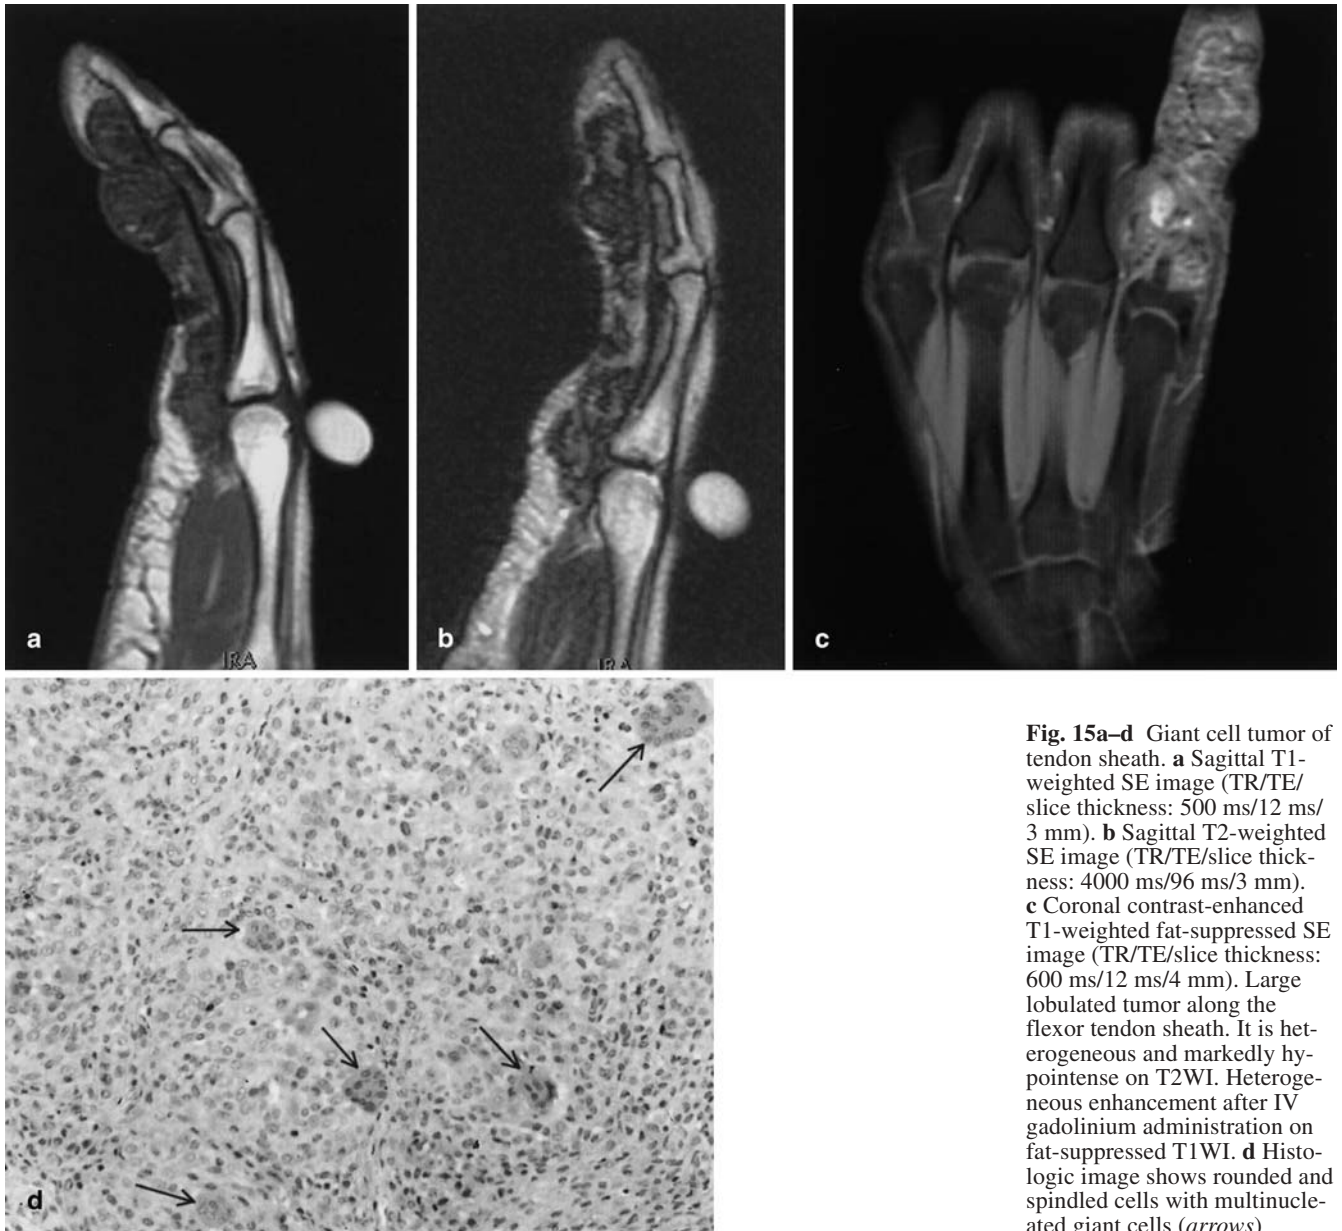 a
IRA
b
IRA
c
d
Fig. 15a–d Giant cell tumor of
tendon sheath. a Sagittal T1-
weighted SE image (TR/TE/
slice thickness: 500 ms/12 ms/
3 mm). b Sagittal T2-weighted
SE image (TR/TE/slice thick-
ness: 4000 ms/96 ms/3 mm).
c Coronal contrast-enhanced
T1-weighted fat-suppressed SE
image (TR/TE/slice thickness:
600 ms/12 ms/4 mm). Large
lobulated tumor along the
flexor tendon sheath. It is het-
erogeneous and markedly hy-
pointense on T2WI. Heteroge-
neous enhancement after IV
gadolinium administration on
fat-suppressed T1WI. d Histo-
logic image shows rounded and
spindled cells with multinucle-
ated giant cells (arrows)